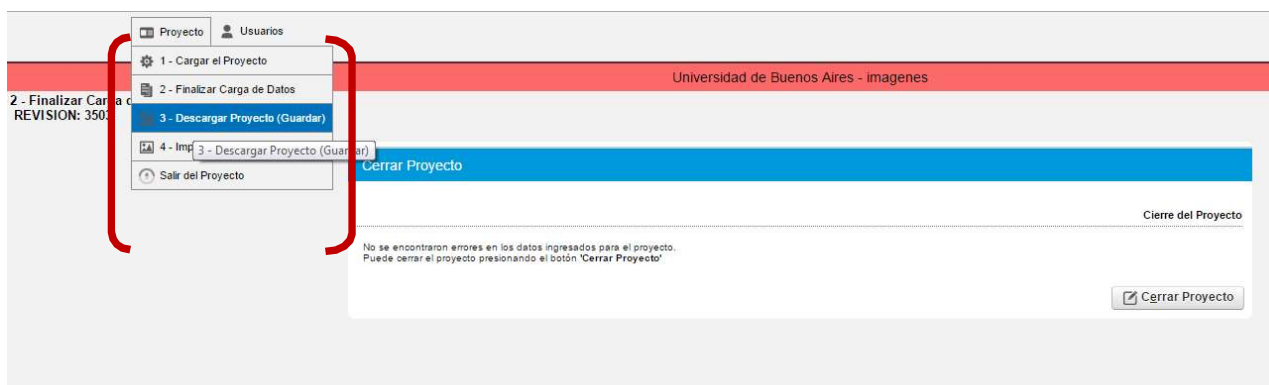 Proyecto Usuarios
1 - Cargar el Proyecto
Universidad de Buenos Aires - imagenes
2 - Finalizar Carga de Datos
2 - Finalizar Carga
REVISION: 350
3 - Descargar Proyecto (Guardar)
4 - Imp
3 - Descargar Proyecto (Guardar)
Salir del Proyecto
Cerrar Proyecto
Cierre del Proyecto
No se encontraron errores en los datos ingresados para el proyecto.
Puede cerrar el proyecto presionando el botón 'Cerrar Proyecto'
Cerrar Proyecto